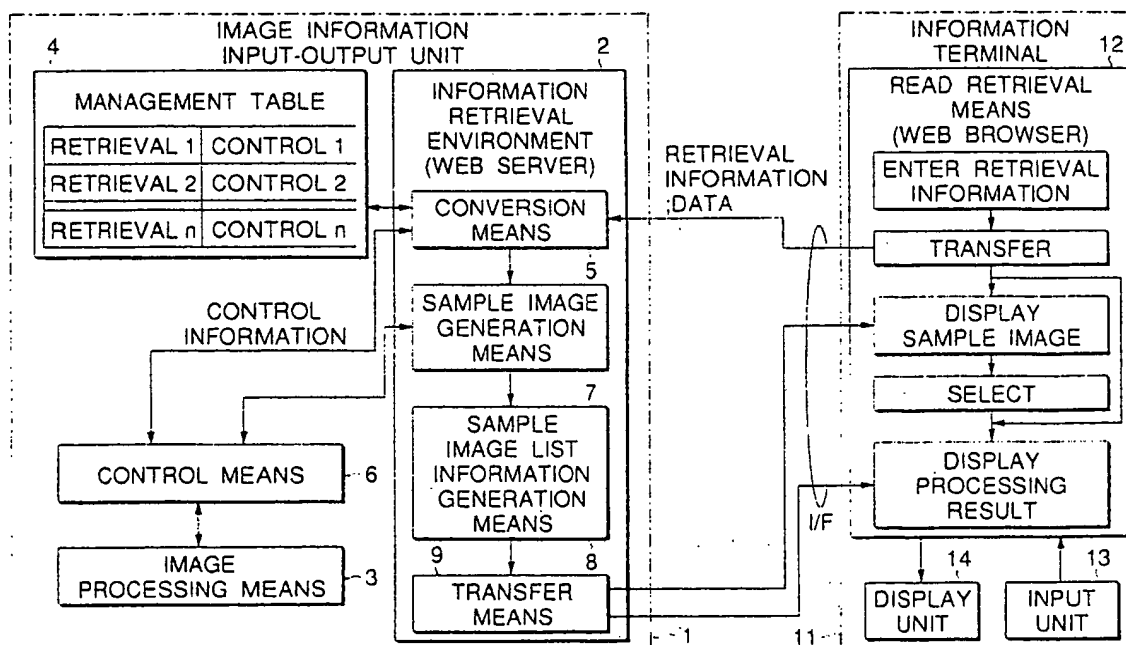 IMAGE INFORMATION
INPUT-OUTPUT UNIT
4
MANAGEMENT TABLE
RETRIEVAL 1 CONTROL 1
RETRIEVAL 2 CONTROL 2
RETRIEVAL n CONTROL n
2
INFORMATION
RETRIEVAL
ENVIRONMENT
(WEB SERVER)
CONVERSION
MEANS
5
SAMPLE IMAGE
GENERATION
MEANS
7
SAMPLE
IMAGE LIST
INFORMATION
GENERATION
MEANS
8
9
TRANSFER
MEANS
CONTROL
INFORMATION
CONTROL MEANS
6
IMAGE
PROCESSING MEANS
3
1
RETRIEVAL
INFORMATION
;DATA
I/F
INFORMATION
TERMINAL
12
READ RETRIEVAL
MEANS
(WEB BROWSER)
ENTER RETRIEVAL
INFORMATION
TRANSFER
DISPLAY
SAMPLE IMAGE
SELECT
DISPLAY
PROCESSING
RESULT
11
14
DISPLAY
UNIT
13
INPUT
UNIT